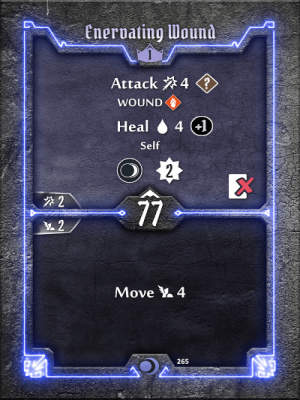 Enervating Wound
1
Attack 4 ?
WOUND
Heal 4 +1
Self
2
2
77
2
Move 4
265